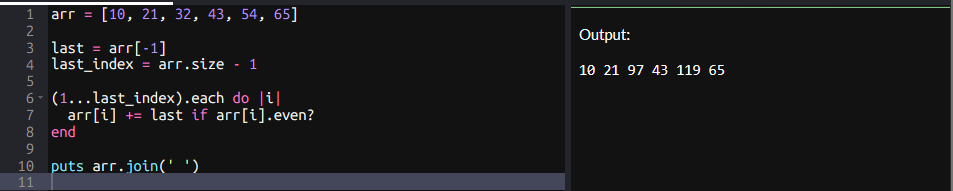 1 arr = [10, 21, 32, 43, 54, 65]
2
3 last = arr[-1]
4 last_index = arr.size - 1
5
6 (1...last_index).each do |i|
7   arr[i] += last if arr[i].even?
8 end
9
10 puts arr.join(' ')
11
Output:
10 21 97 43 119 65